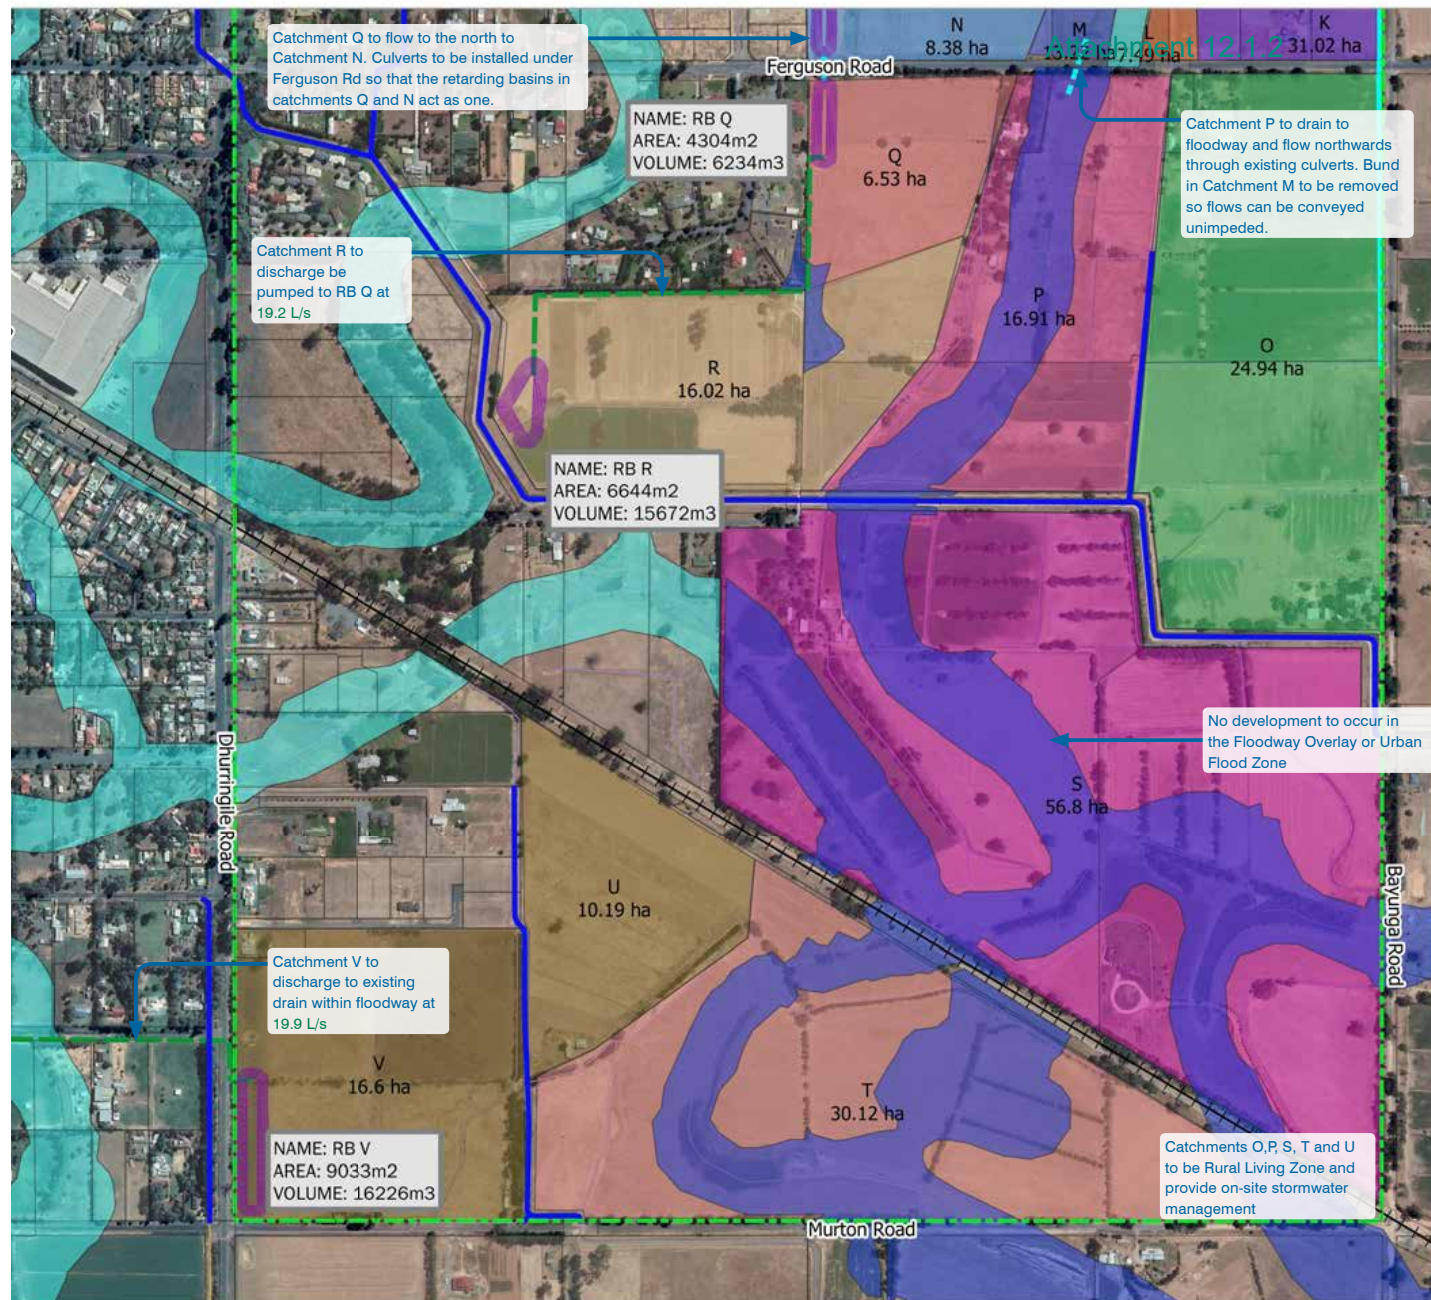 Catchment Q to flow to the north to
Catchment N. Culverts to be installed under
Ferguson Rd so that the retarding basins in
catchments Q and N act as one.
N
8.38 ha
M
L
7.49 ha
K
31.02 ha
Attachment 12.1.2
Ferguson Road
NAME: RB Q
AREA: 4304m2
VOLUME: 6234m3
Q
6.53 ha
Catchment P to drain to
floodway and flow northwards
through existing culverts. Bund
in Catchment M to be removed
so flows can be conveyed
unimpeded.
Catchment R to
discharge be
pumped to RB Q at
19.2 L/s
P
16.91 ha
O
24.94 ha
R
16.02 ha
NAME: RB R
AREA: 6644m2
VOLUME: 15672m3
No development to occur in
the Floodway Overlay or Urban
Flood Zone
S
56.8 ha
Dhurringile Road
U
10.19 ha
Bayunga Road
Catchment V to
discharge to existing
drain within floodway at
19.9 L/s
V
16.6 ha
T
30.12 ha
NAME: RB V
AREA: 9033m2
VOLUME: 16226m3
Catchments O,P, S, T and U
to be Rural Living Zone and
provide on-site stormwater
management
Murton Road